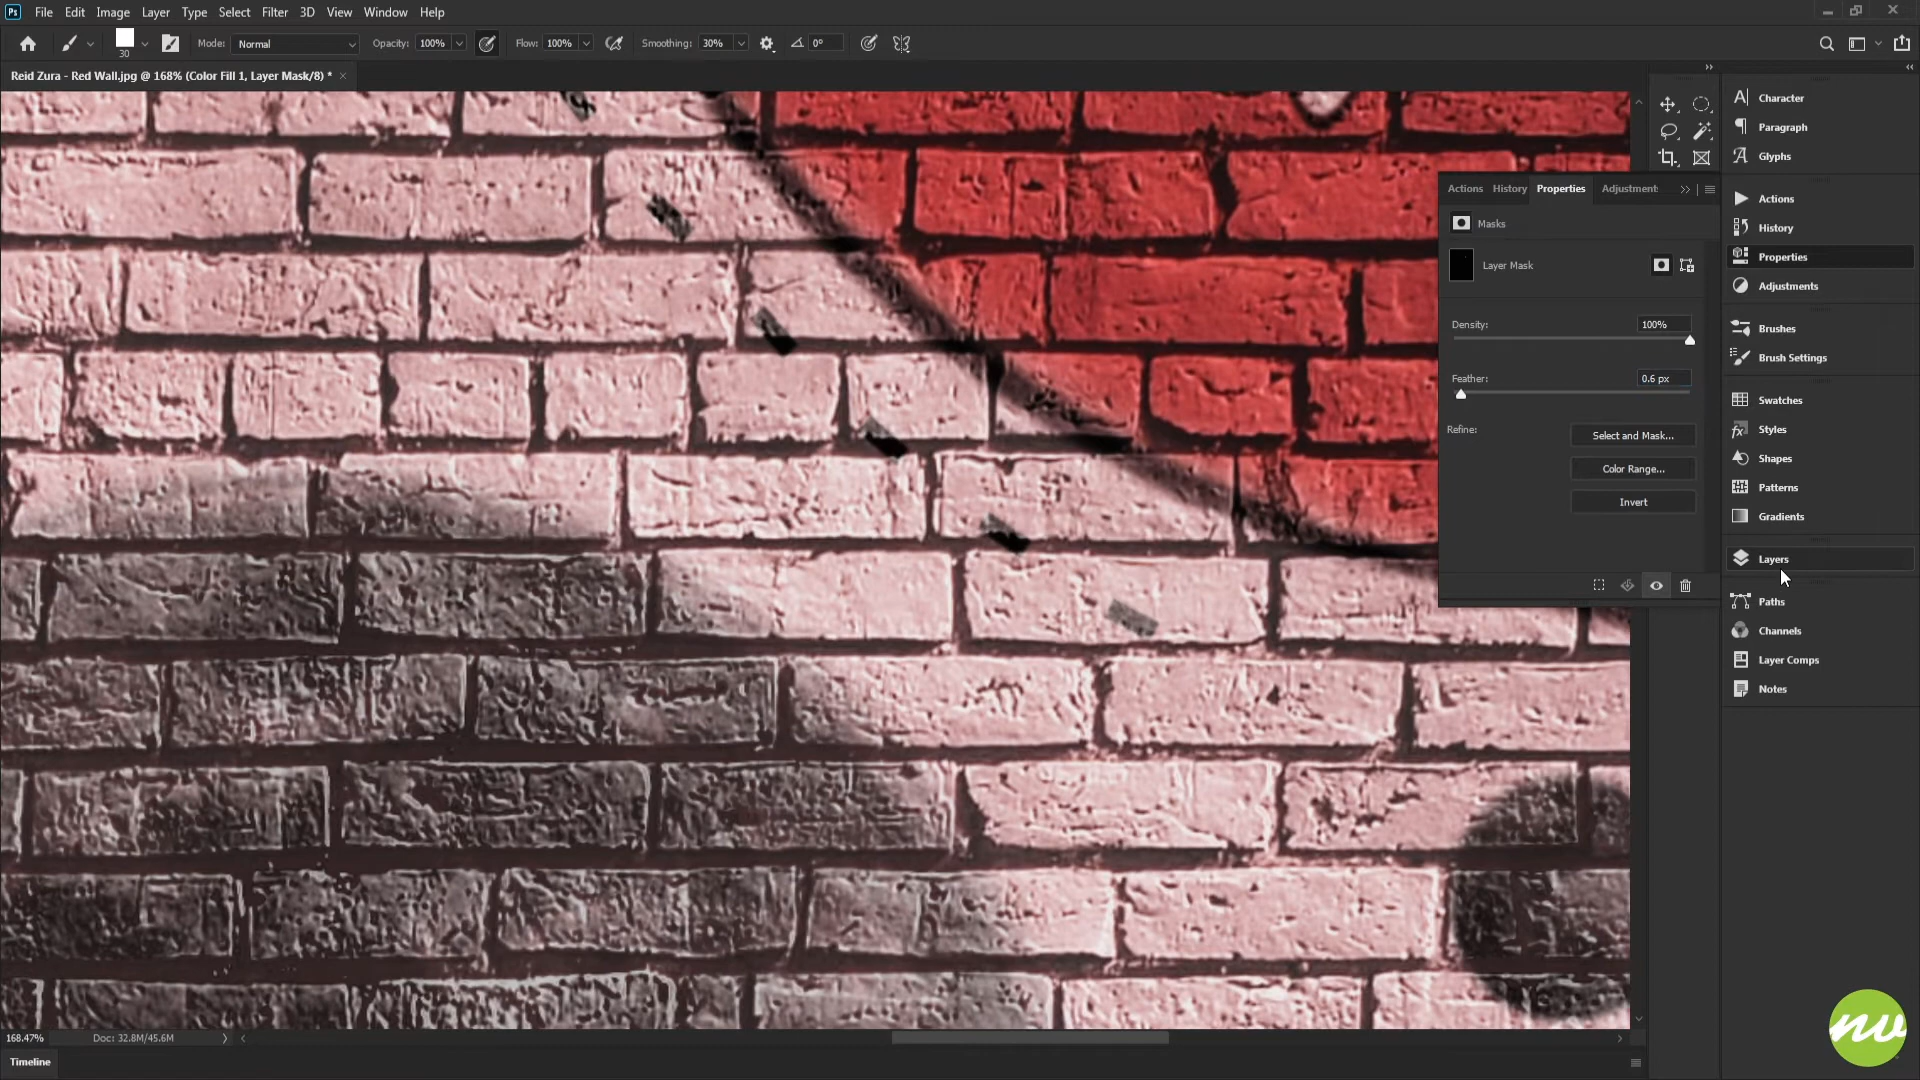 Ps File Edit Image Layer Type Select Filter 3D View Window Help
30 Mode: Normal Opacity: 100% Flow: 100% Smoothing: 30% 0°
Reid Zura - Red Wall.jpg @ 168% (Color Fill 1, Layer Mask/8) *
Actions History Properties Adjustment
Masks
Layer Mask
Density: 100%
Feather: 0.6 px
Refine: Select and Mask...
Color Range...
Invert
Character
Paragraph
Glyphs
Actions
History
Properties
Adjustments
Brushes
Brush Settings
Swatches
Styles
Shapes
Patterns
Gradients
Layers
Paths
Channels
Layer Comps
Notes
168.47% Doc: 32.8M/45.6M
Timeline
nv